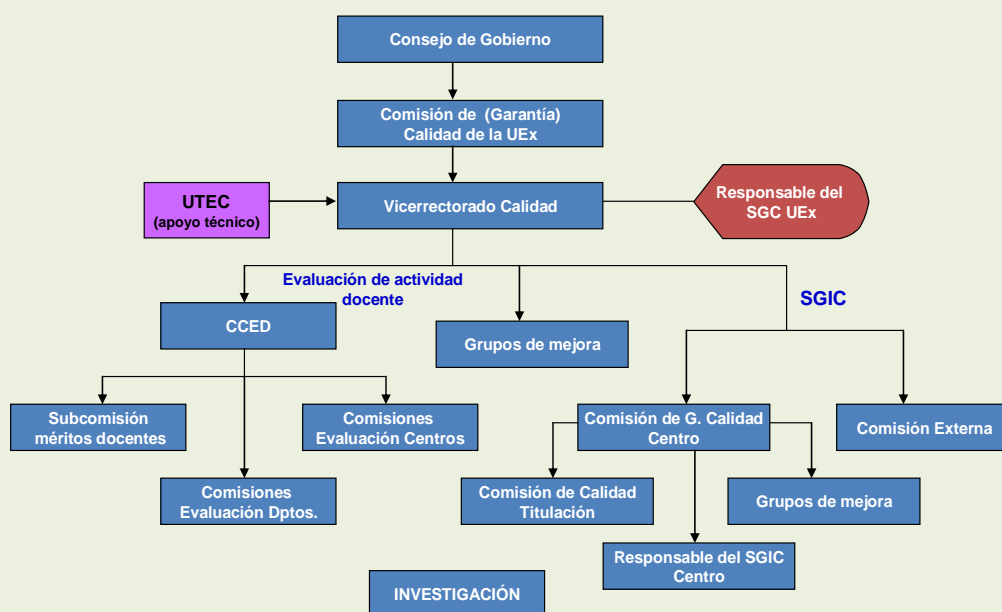 Consejo de Gobierno
Comisión de (Garantía)
Calidad de la UEx
UTEC
(apoyo técnico)
Vicerrectorado Calidad
Responsable del
SGC UEx
Evaluación de actividad
docente
SGIC
CCED
Grupos de mejora
Subcomisión
méritos docentes
Comisiones
Evaluación Centros
Comisión de G. Calidad
Centro
Comisión Externa
Comisiones
Evaluación Dptos.
Comisión de Calidad
Titulación
Grupos de mejora
Responsable del SGIC
Centro
INVESTIGACIÓN